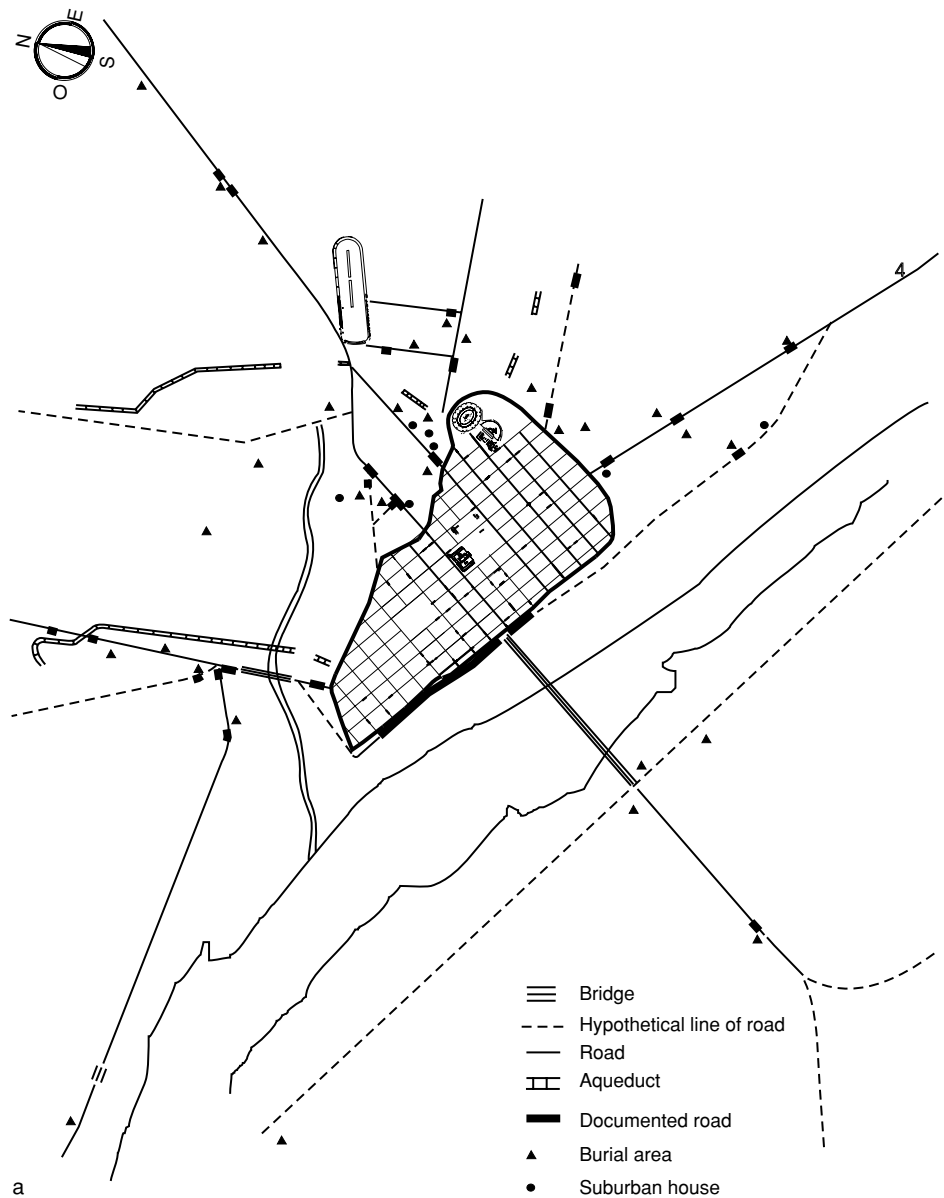 E
N
S
O
4
Bridge
Hypothetical line of road
Road
Aqueduct
Documented road
Burial area
Suburban house
a